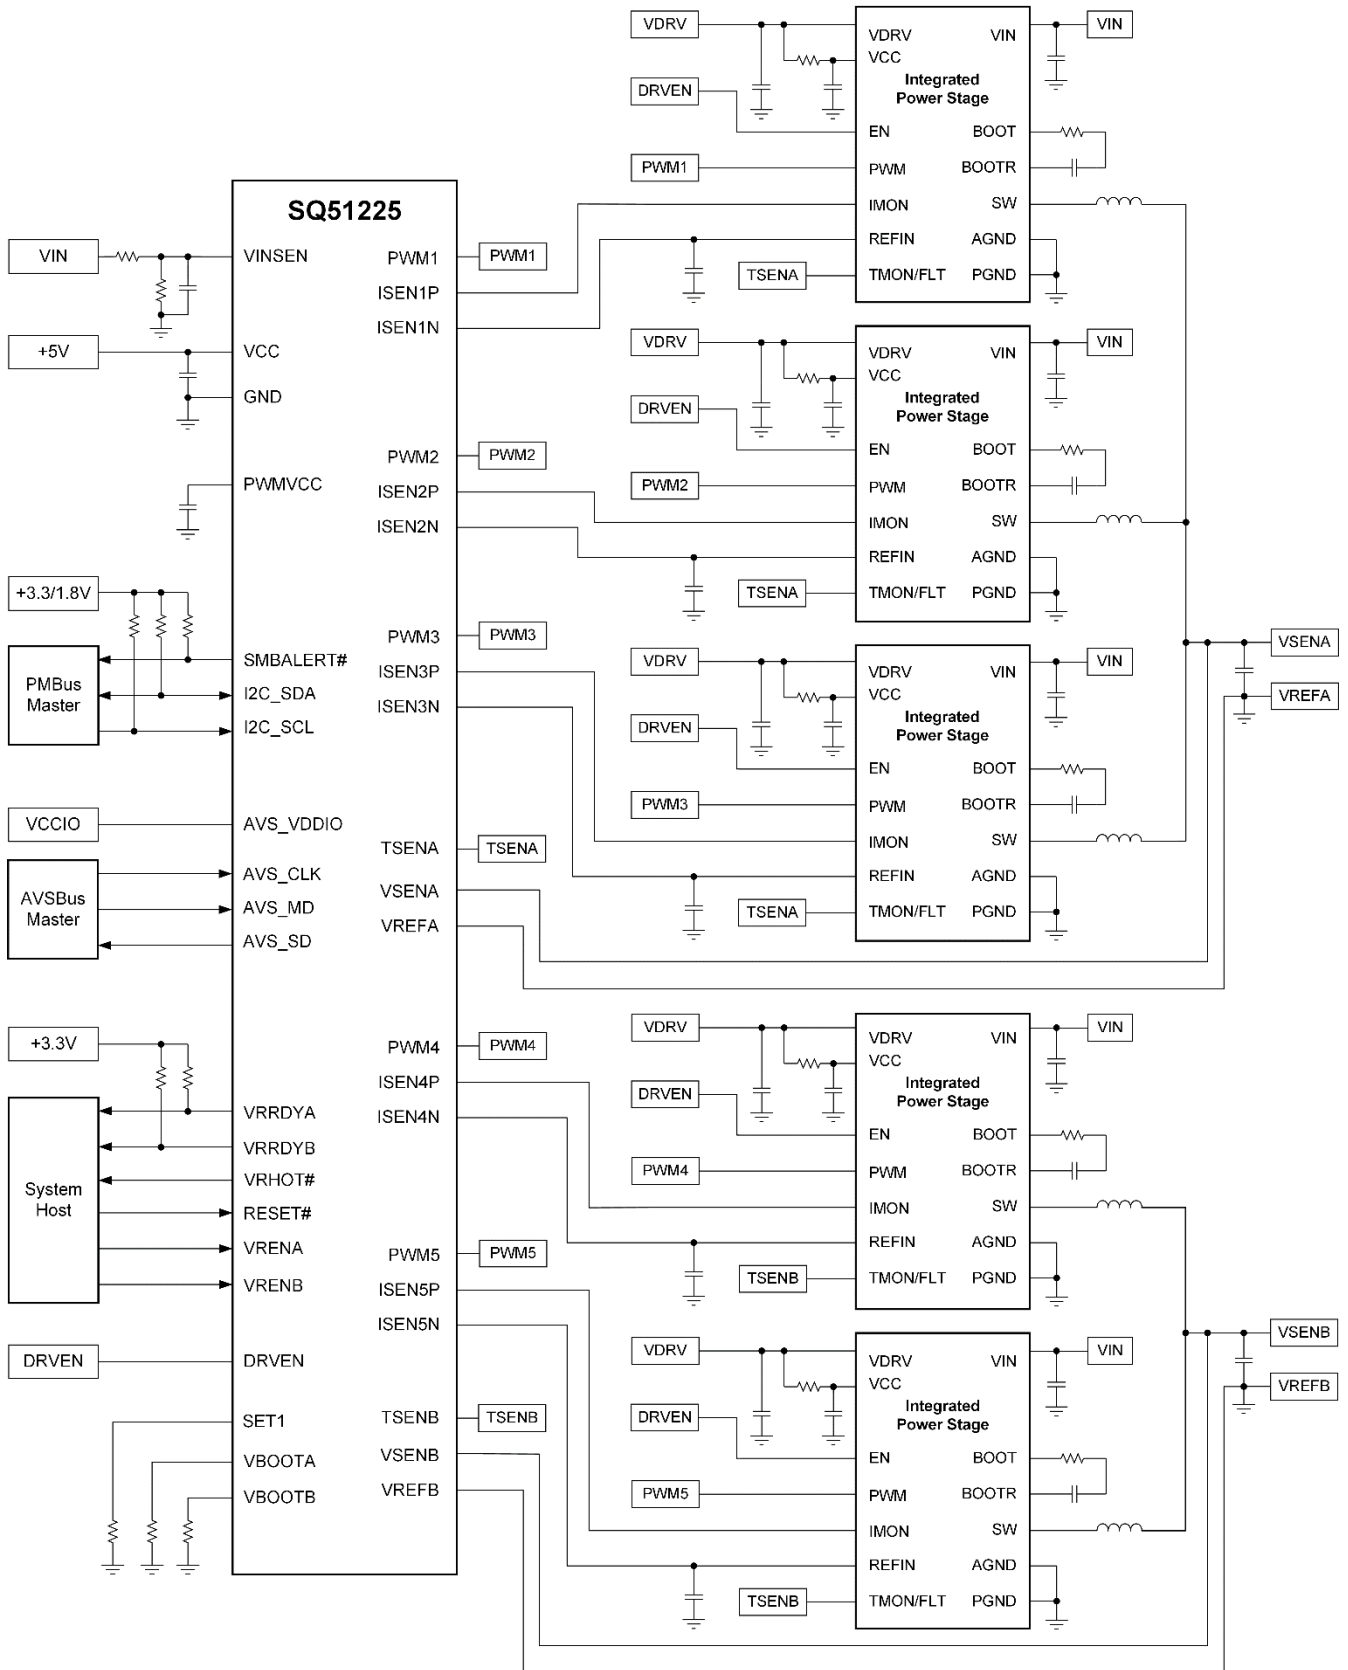 SQ51225
VIN
VINSEN
+5V
VCC
GND
PWMVCC
+3.3/1.8V
PMBus
Master
SMBALERT#
I2C_SDA
I2C_SCL
VCCIO
AVS_VDDIO
AVSBus
Master
AVS_CLK
AVS_MD
AVS_SD
+3.3V
System
Host
VRRDYA
VRRDYB
VRHOT#
RESET#
VRENA
VRENB
DRVEN
DRVEN
SET1
VBOOTA
VBOOTB
PWM1
PWM1
ISEN1P
ISEN1N
PWM2
PWM2
ISEN2P
ISEN2N
PWM3
PWM3
ISEN3P
ISEN3N
TSENA
TSENA
VSENA
VREFA
PWM4
PWM4
ISEN4P
ISEN4N
PWM5
PWM5
ISEN5P
ISEN5N
TSENB
TSENB
VSENB
VREFB
VDRV
DRVEN
PWM1
TSENA
VDRV
VCC
Integrated
Power Stage
EN
PWM
IMON
REFIN
TMON/FLT
VIN
BOOT
BOOTR
SW
AGND
PGND
VIN
VDRV
DRVEN
PWM2
TSENA
VDRV
VCC
Integrated
Power Stage
EN
PWM
IMON
REFIN
TMON/FLT
VIN
BOOT
BOOTR
SW
AGND
PGND
VIN
VDRV
DRVEN
PWM3
TSENA
VDRV
VCC
Integrated
Power Stage
EN
PWM
IMON
REFIN
TMON/FLT
VIN
BOOT
BOOTR
SW
AGND
PGND
VIN
VSENA
VREFA
VDRV
DRVEN
PWM4
TSENB
VDRV
VCC
Integrated
Power Stage
EN
PWM
IMON
REFIN
TMON/FLT
VIN
BOOT
BOOTR
SW
AGND
PGND
VIN
VDRV
DRVEN
PWM5
TSENB
VDRV
VCC
Integrated
Power Stage
EN
PWM
IMON
REFIN
TMON/FLT
VIN
BOOT
BOOTR
SW
AGND
PGND
VIN
VSENB
VREFB